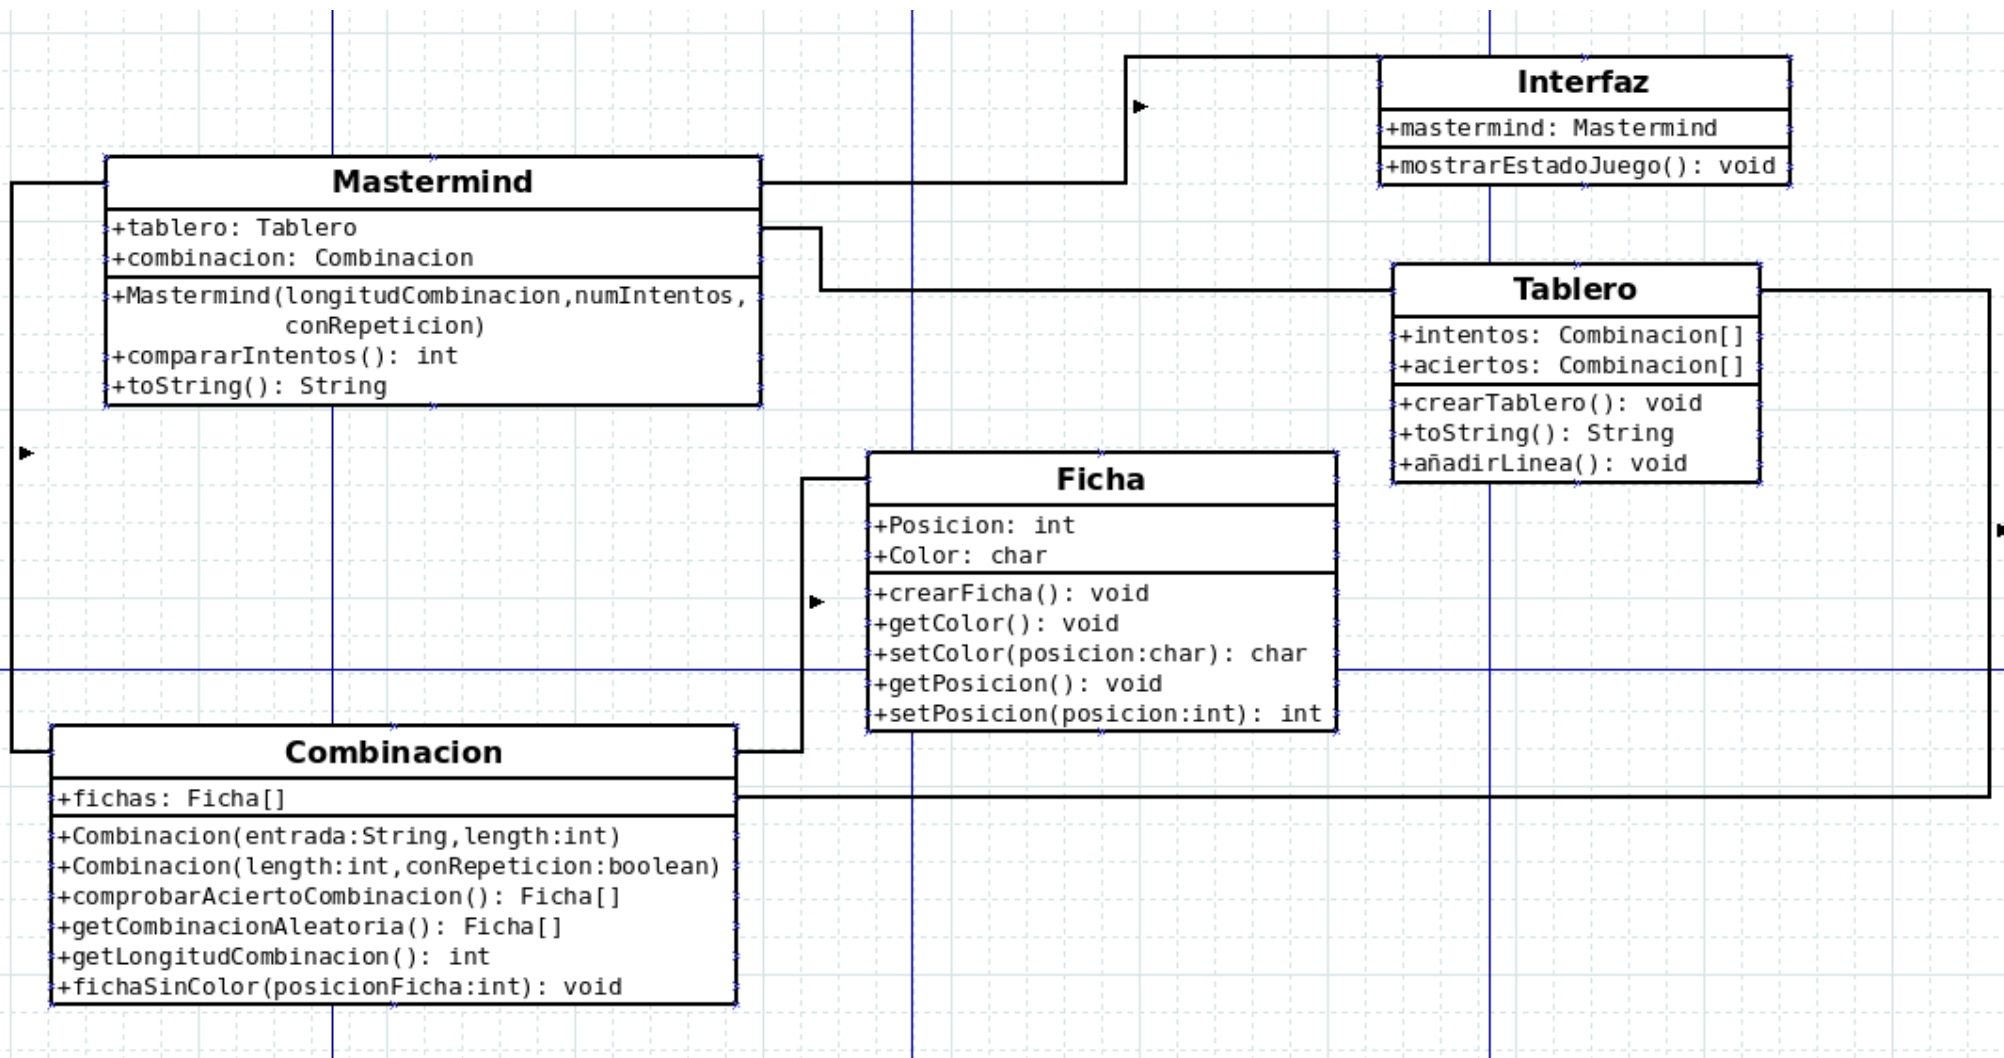 Interfaz
+mastermind: Mastermind
+mostrarEstadoJuego(): void
Mastermind
+tablero: Tablero
+combinacion: Combinacion
+Mastermind(longitudCombinacion,numIntentos,
conRepeticion)
+compararIntentos(): int
+toString(): String
Tablero
+intentos: Combinacion[]
+aciertos: Combinacion[]
+crearTablero(): void
+toString(): String
+añadirLinea(): void
Ficha
+Posicion: int
+Color: char
+crearFicha(): void
+getColor(): void
+setColor(posicion:char): char
+getPosicion(): void
+setPosicion(posicion:int): int
Combinacion
+fichas: Ficha[]
+Combinacion(entrada:String,length:int)
+Combinacion(length:int,conRepeticion:boolean)
+comprobarAciertoCombinacion(): Ficha[]
+getCombinacionAleatoria(): Ficha[]
+getLongitudCombinacion(): int
+fichaSinColor(posicionFicha:int): void